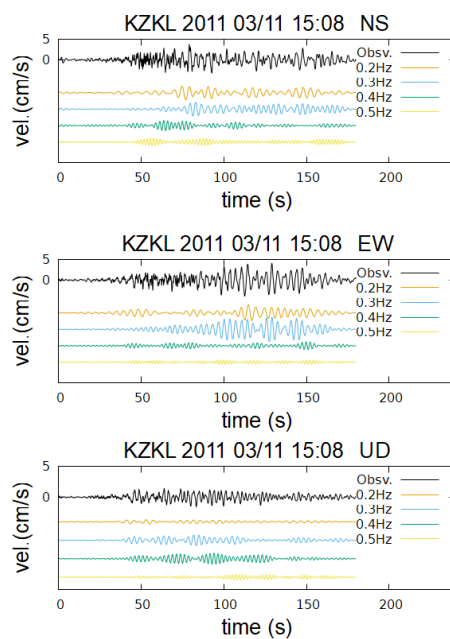 KZKL 2011 03/11 15:08 NS
5
0
vel.(cm/s)
Obsv.
0.2Hz
0.3Hz
0.4Hz
0.5Hz
0 50 100 150 200
time (s)
KZKL 2011 03/11 15:08 EW
5
0
vel.(cm/s)
Obsv.
0.2Hz
0.3Hz
0.4Hz
0.5Hz
0 50 100 150 200
time (s)
KZKL 2011 03/11 15:08 UD
5
0
vel.(cm/s)
Obsv.
0.2Hz
0.3Hz
0.4Hz
0.5Hz
0 50 100 150 200
time (s)